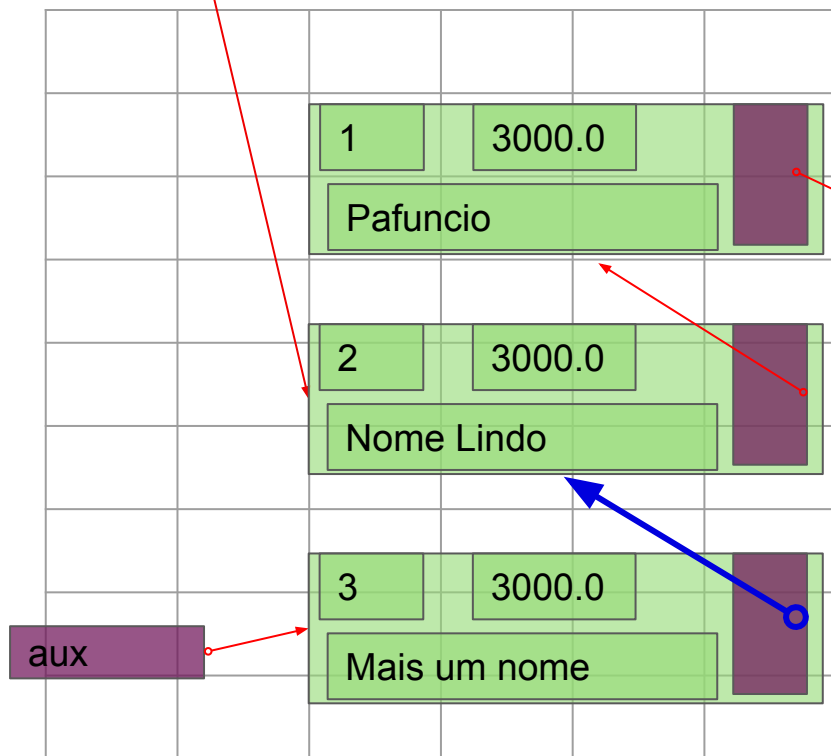 1 3000.0
Pafuncio
2 3000.0
Nome Lindo
3 3000.0
aux
Mais um nome